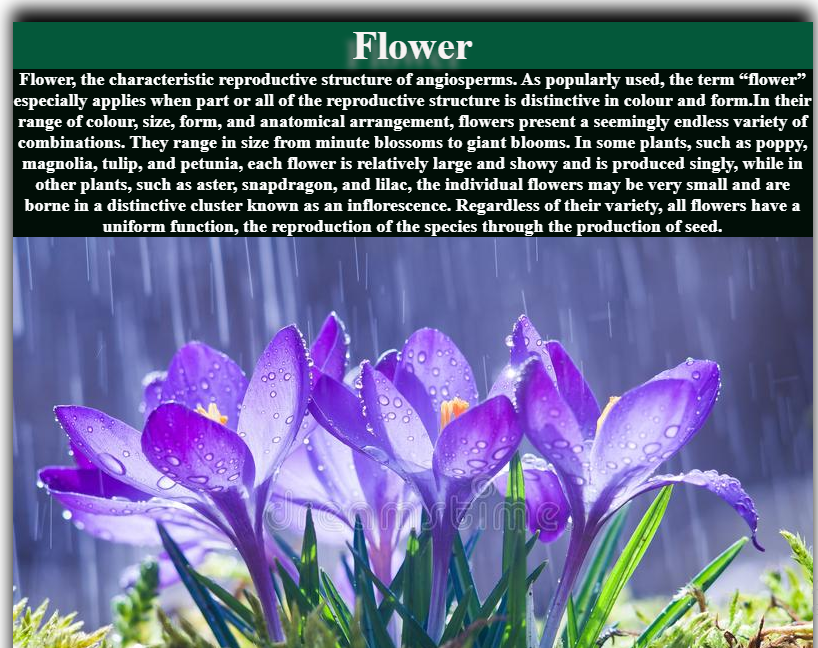 Flower
Flower, the characteristic reproductive structure of angiosperms. As popularly used, the term “flower”
especially applies when part or all of the reproductive structure is distinctive in colour and form.In their
range of colour, size, form, and anatomical arrangement, flowers present a seemingly endless variety of
combinations. They range in size from minute blossoms to giant blooms. In some plants, such as poppy,
magnolia, tulip, and petunia, each flower is relatively large and showy and is produced singly, while in
other plants, such as aster, snapdragon, and lilac, the individual flowers may be very small and are
borne in a distinctive cluster known as an inflorescence. Regardless of their variety, all flowers have a
uniform function, the reproduction of the species through the production of seed.
dreamstime